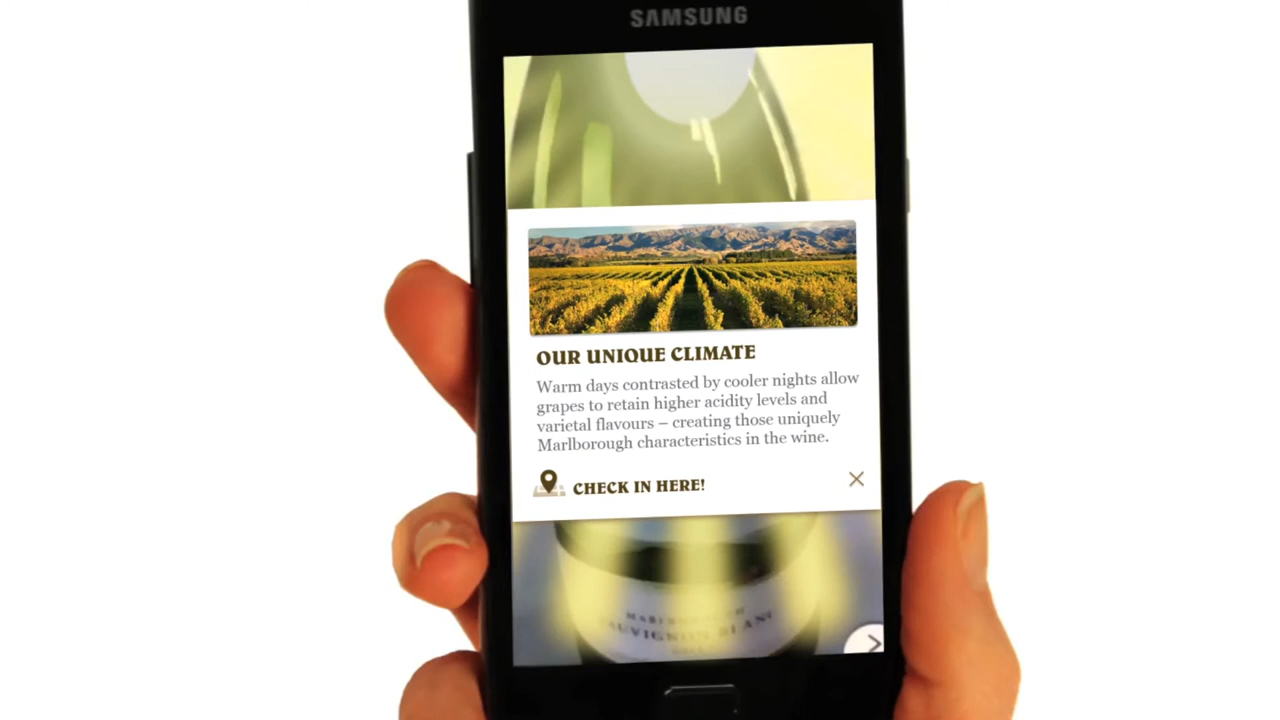 SAMSUNG
OUR UNIQUE CLIMATE
Warm days contrasted by cooler nights allow
grapes to retain higher acidity levels and
varietal flavours – creating those uniquely
Marlborough characteristics in the wine.
CHECK IN HERE!
MARLBOROUGH
SAUVIGNON BLANC